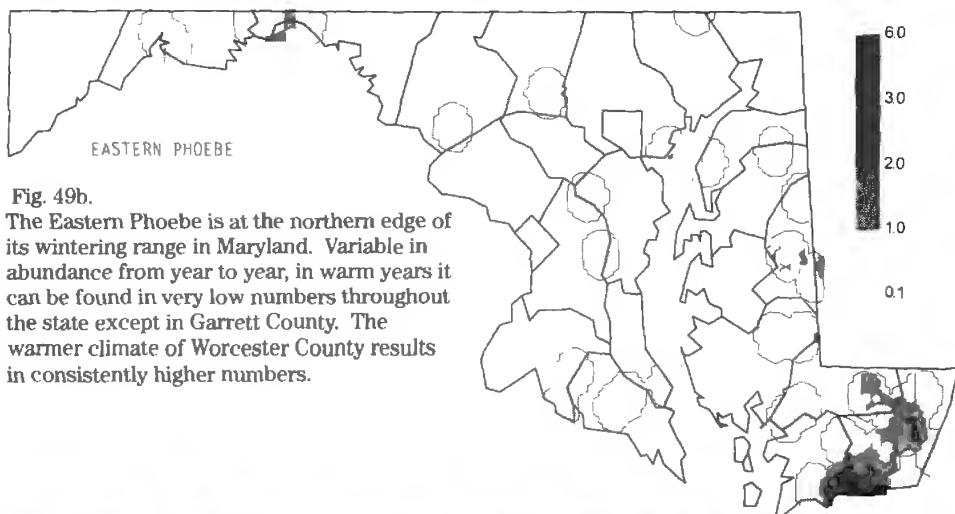 EASTERN PHOEBE
Fig. 49b.
The Eastern Phoebe is at the northern edge of
its wintering range in Maryland. Variable in
abundance from year to year, in warm years it
can be found in very low numbers throughout
the state except in Garrett County. The
warmer climate of Worcester County results
in consistently higher numbers.
6.0
3.0
2.0
1.0
0.1